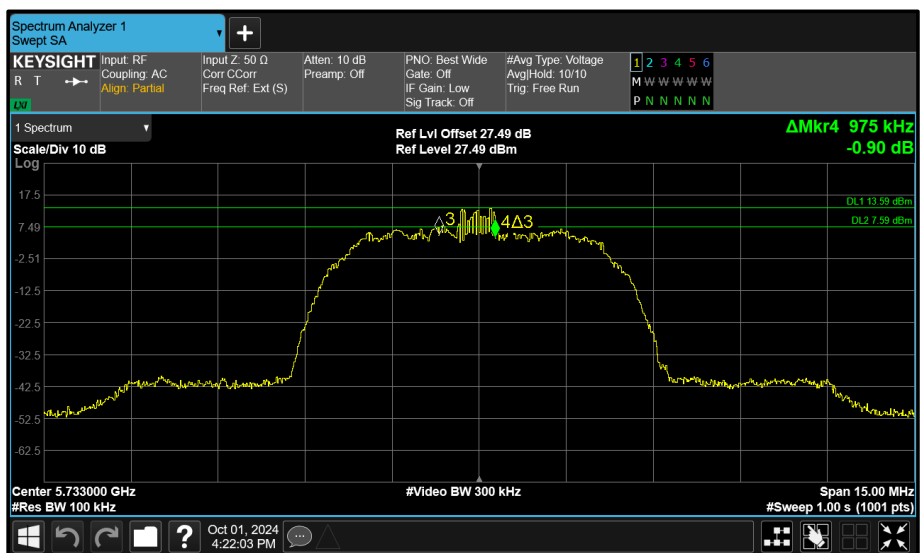 Spectrum Analyzer 1
Swept SA
+
KEYSIGHT
R T
LXI
Input: RF
Coupling: AC
Align: Partial
Input Z: 50 Ω
Corr CCorr
Freq Ref: Ext (S)
Atten: 10 dB
Preamp: Off
PNO: Best Wide
Gate: Off
IF Gain: Low
Sig Track: Off
#Avg Type: Voltage
Avg|Hold: 10/10
Trig: Free Run
1 2 3 4 5 6
M W W W W W
P N N N N N
1 Spectrum
Scale/Div 10 dB
Log
Ref Lvl Offset 27.49 dB
Ref Level 27.49 dBm
ΔMkr4 975 kHz
-0.90 dB
17.5
7.49
-2.51
-12.5
-22.5
-32.5
-42.5
-52.5
-62.5
DL1 13.59 dBm
DL2 7.59 dBm
3
4Δ3
Center 5.733000 GHz
#Res BW 100 kHz
#Video BW 300 kHz
Span 15.00 MHz
#Sweep 1.00 s (1001 pts)
?
Oct 01, 2024
4:22:03 PM